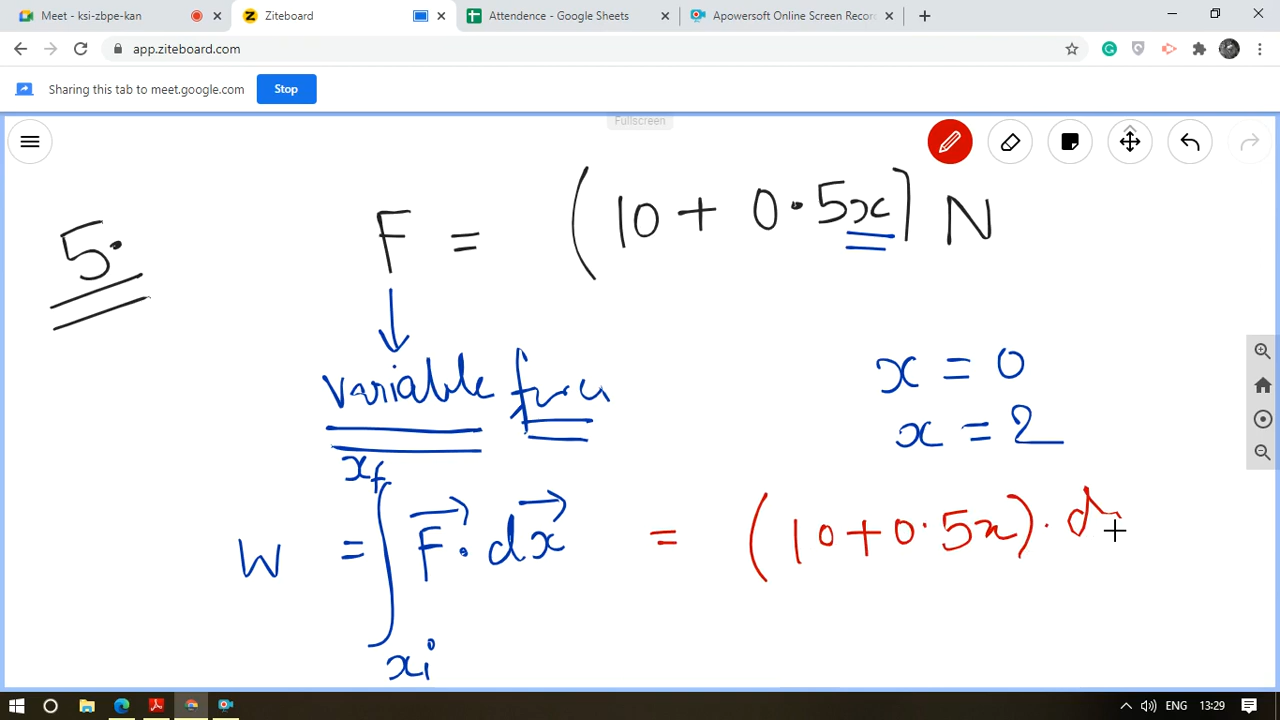 Meet - ksi-zbpe-kan
Ziteboard
Attendence - Google Sheets
Apowersoft Online Screen Recor
app.ziteboard.com
Sharing this tab to meet.google.com
Stop
Fullscreen
5.
F = (10 + 0.5x) N
variable
x = 0
x = 2
W = ∫ F⃗ . dx⃗ = (10+0.5x) . d
xf
xi
ENG
13:29